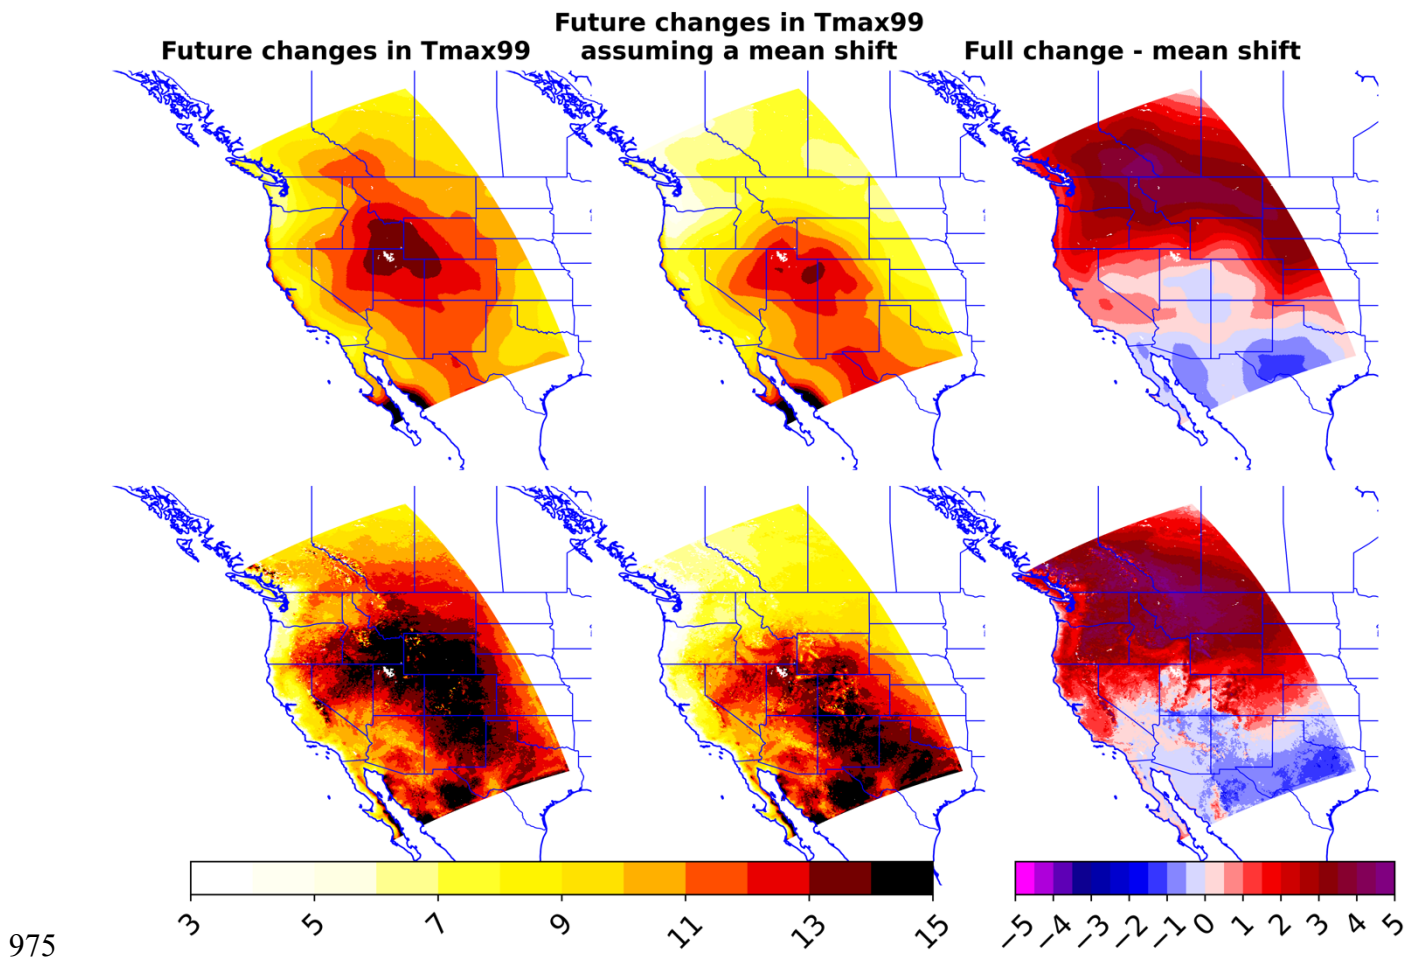 Future changes in Tmax99
Future changes in Tmax99
assuming a mean shift
Full change - mean shift
3 5 7 9 11 13 15
−5 −4 −3 −2 −1 0 1 2 3 4 5
975